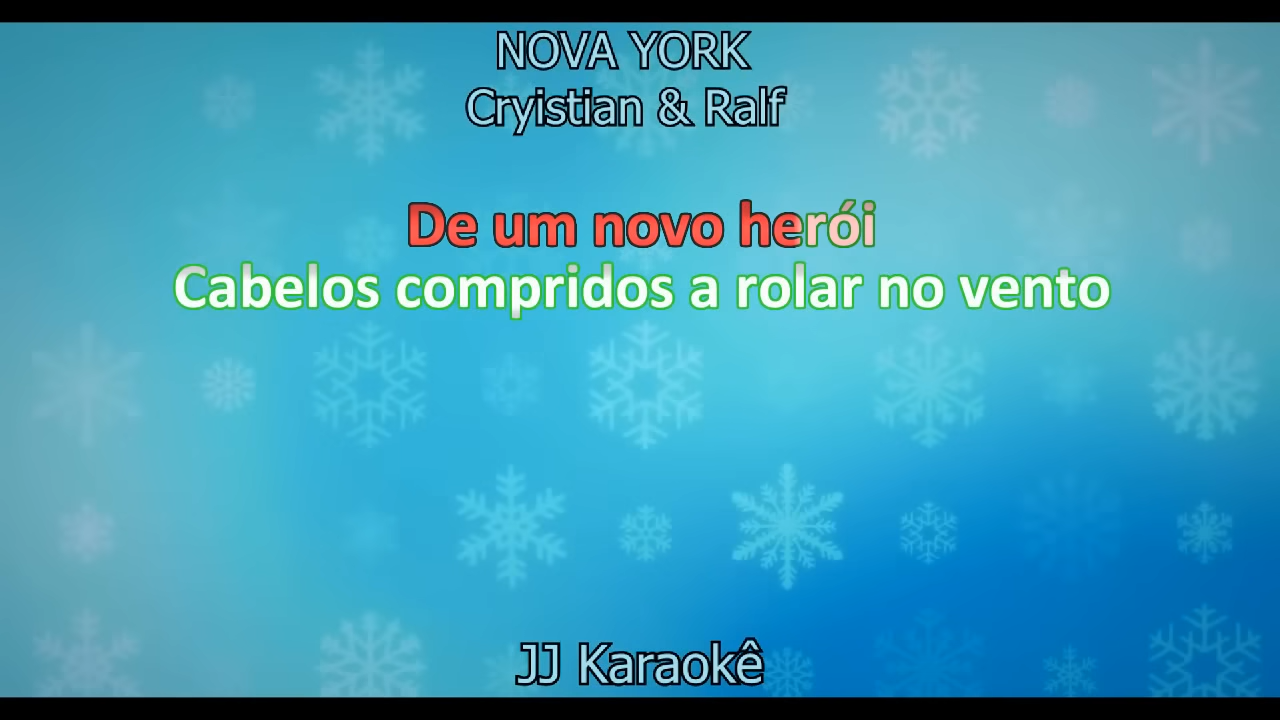 NOVA YORK
Cryistian & Ralf
De um novo herói
Cabelos compridos a rolar no vento
JJ Karaokê